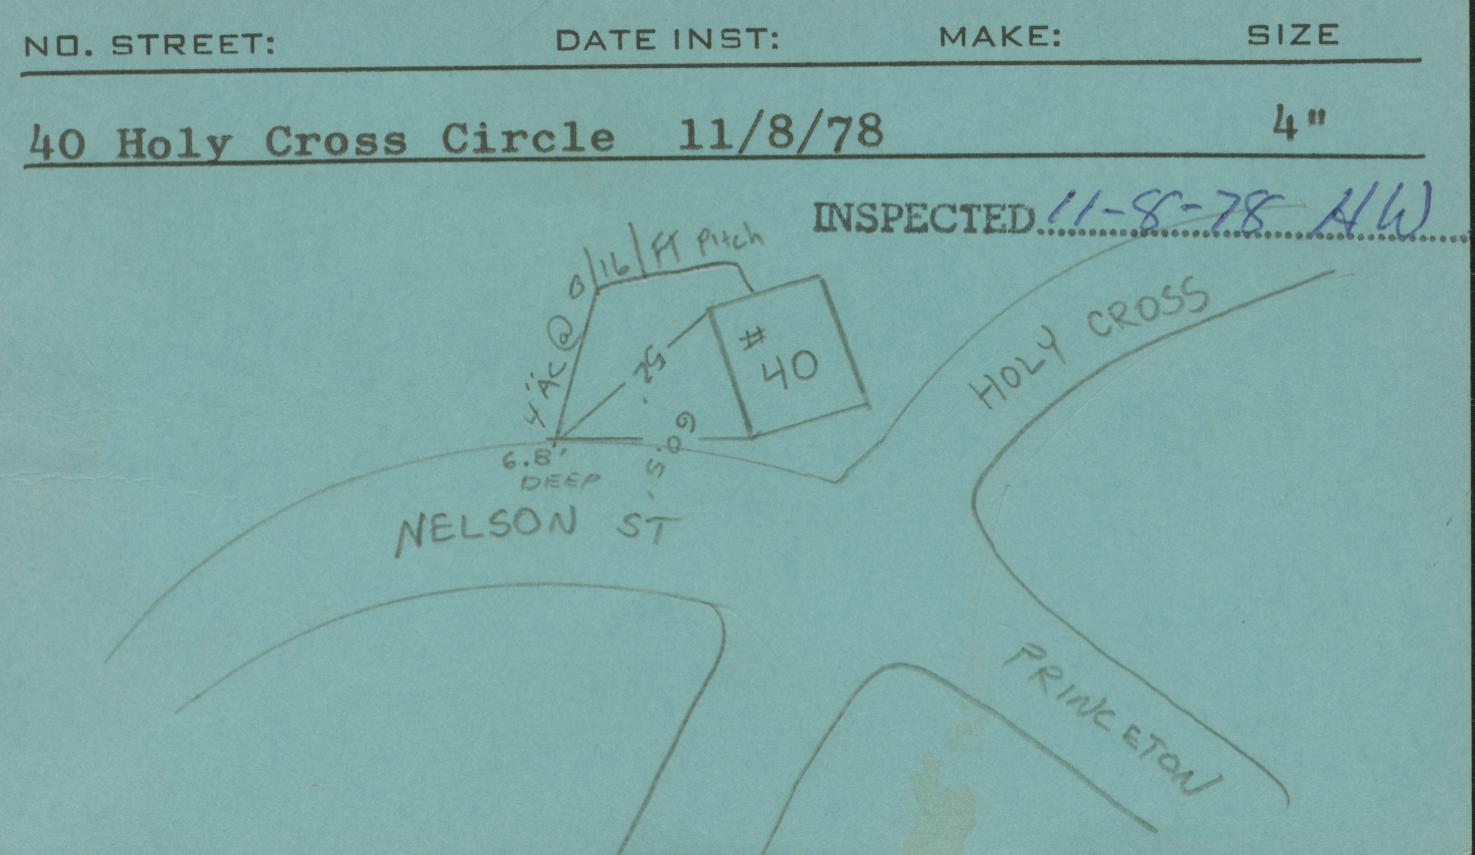 NO. STREET: DATE INST: MAKE: SIZE
40 Holy Cross Circle 11/8/78 4"
INSPECTED 11-8-78 HW
16/FT Pitch
4" AC @
52'
# 40
60.5'
6.8'
DEEP
NELSON ST
HOLY CROSS
PRINCETON